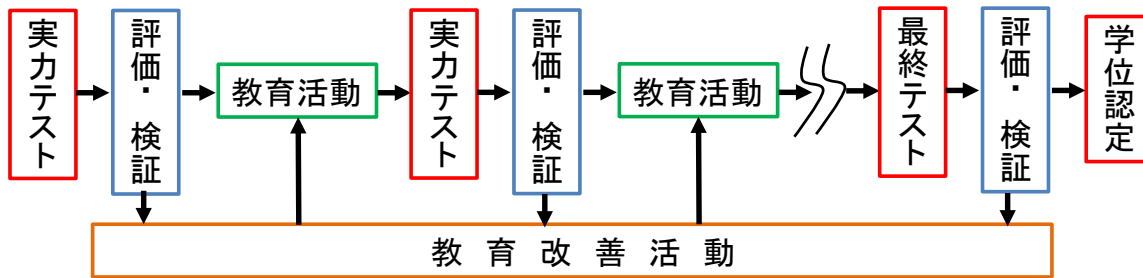 実力テスト
評価・検証
教育活動
実力テスト
評価・検証
教育活動
最終テスト
評価・検証
学位認定
教育改善活動